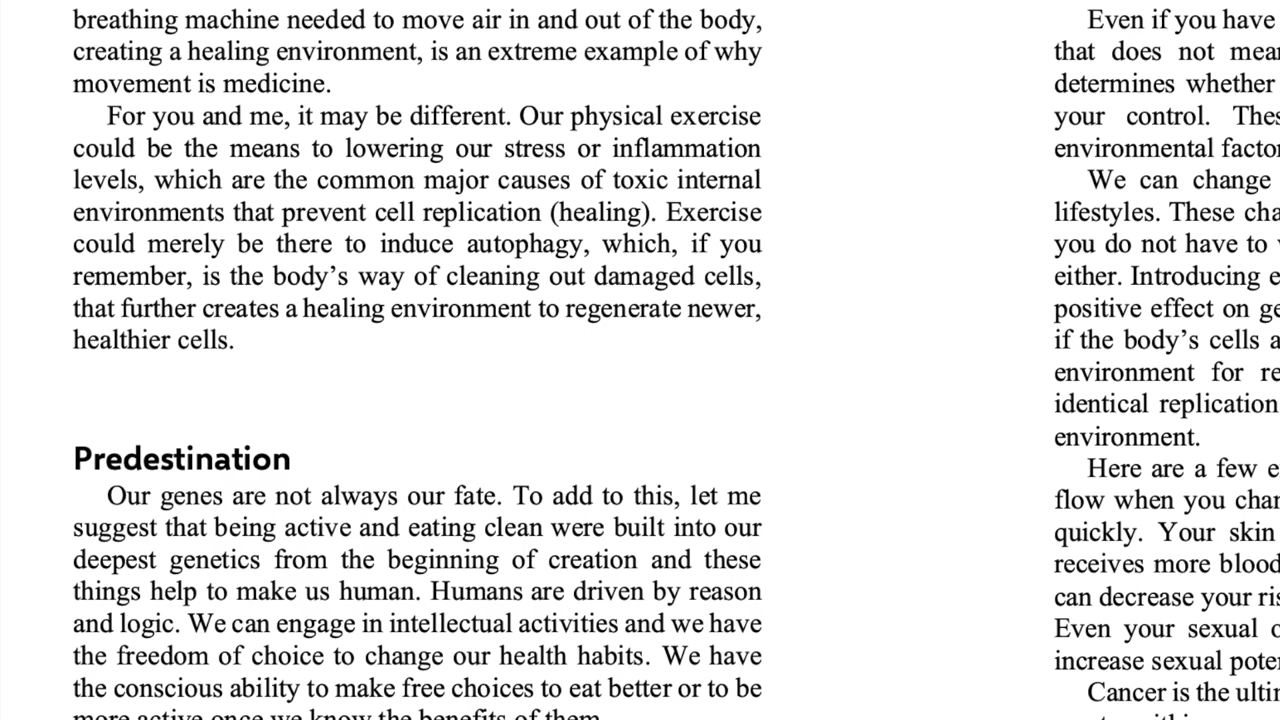 breathing machine needed to move air in and out of the body,
creating a healing environment, is an extreme example of why
movement is medicine.
For you and me, it may be different. Our physical exercise
could be the means to lowering our stress or inflammation
levels, which are the common major causes of toxic internal
environments that prevent cell replication (healing). Exercise
could merely be there to induce autophagy, which, if you
remember, is the body’s way of cleaning out damaged cells,
that further creates a healing environment to regenerate newer,
healthier cells.
Predestination
Our genes are not always our fate. To add to this, let me
suggest that being active and eating clean were built into our
deepest genetics from the beginning of creation and these
things help to make us human. Humans are driven by reason
and logic. We can engage in intellectual activities and we have
the freedom of choice to change our health habits. We have
the conscious ability to make free choices to eat better or to be
more active once we know the benefits of them.
Even if you have
that does not
determines whether
your control.
environmental
We can change
lifestyles. These
you do not have to
either. Introducing
positive effect on
if the body’s cells
environment for
identical replication
environment.
Here are a few
flow when you
quickly. Your skin
receives more blood
can decrease your
Even your sexual
increase sexual
Cancer is the